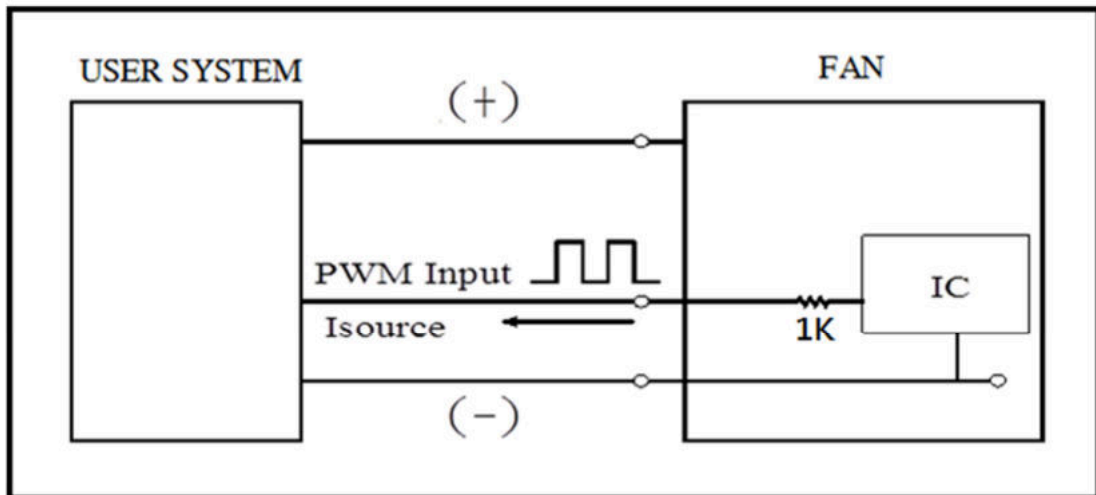 USER SYSTEM
FAN
(+)
PWM Input
IC
Isource
1K
(-)